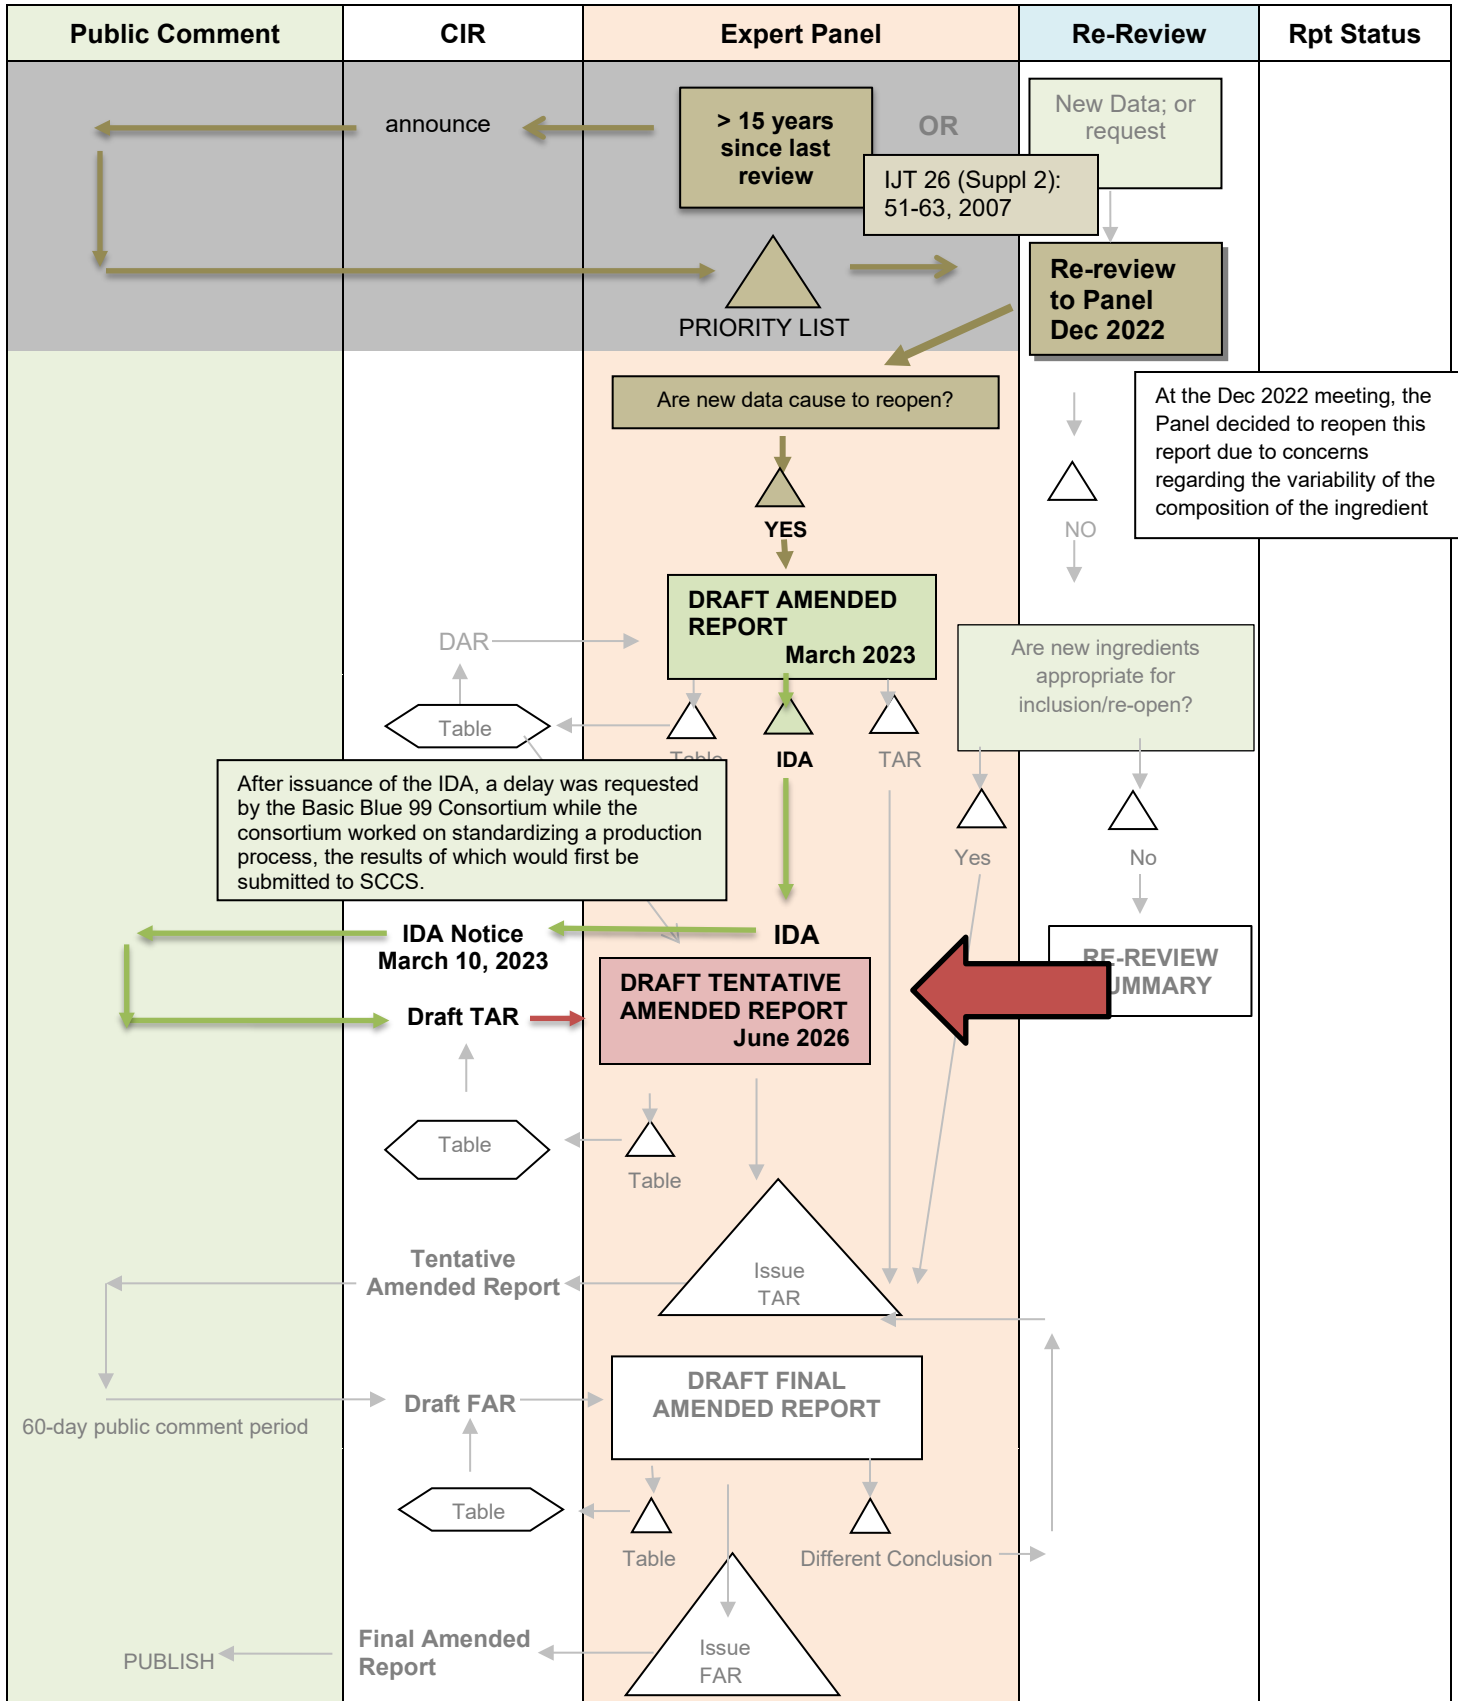 Public Comment
CIR
Expert Panel
Re-Review
Rpt Status
announce
> 15 years
since last
review
OR
New Data; or
request
IJT 26 (Suppl 2):
51-63, 2007
PRIORITY LIST
Re-review
to Panel
Dec 2022
Are new data cause to reopen?
At the Dec 2022 meeting, the
Panel decided to reopen this
report due to concerns
regarding the variability of the
composition of the ingredient
YES
NO
DRAFT AMENDED
REPORT
March 2023
DAR
Table
Table
IDA
TAR
Are new ingredients
appropriate for
inclusion/re-open?
After issuance of the IDA, a delay was requested
by the Basic Blue 99 Consortium while the
consortium worked on standardizing a production
process, the results of which would first be
submitted to SCCS.
Yes
No
IDA Notice
March 10, 2023
IDA
Draft TAR
DRAFT TENTATIVE
AMENDED REPORT
June 2026
RE-REVIEW
UMMARY
Table
Table
Tentative
Amended Report
Issue
TAR
60-day public comment period
Draft FAR
DRAFT FINAL
AMENDED REPORT
Table
Table
Different Conclusion
PUBLISH
Final Amended
Report
Issue
FAR